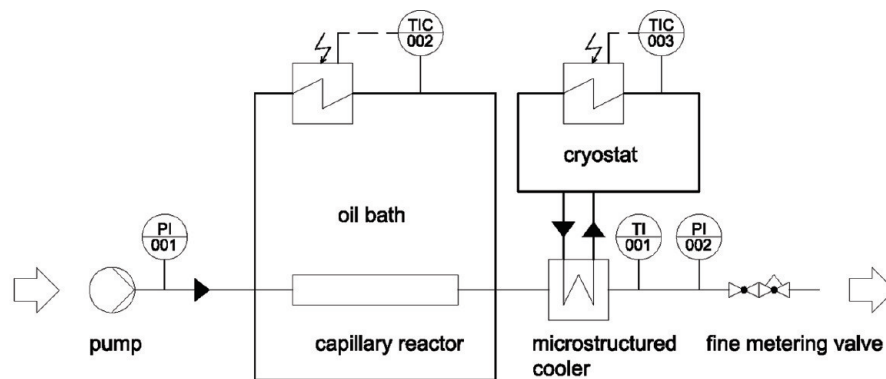 TIC
002
TIC
003
cryostat
oil bath
PI
001
TI
001
PI
002
pump
capillary reactor
microstructured
cooler
fine metering valve